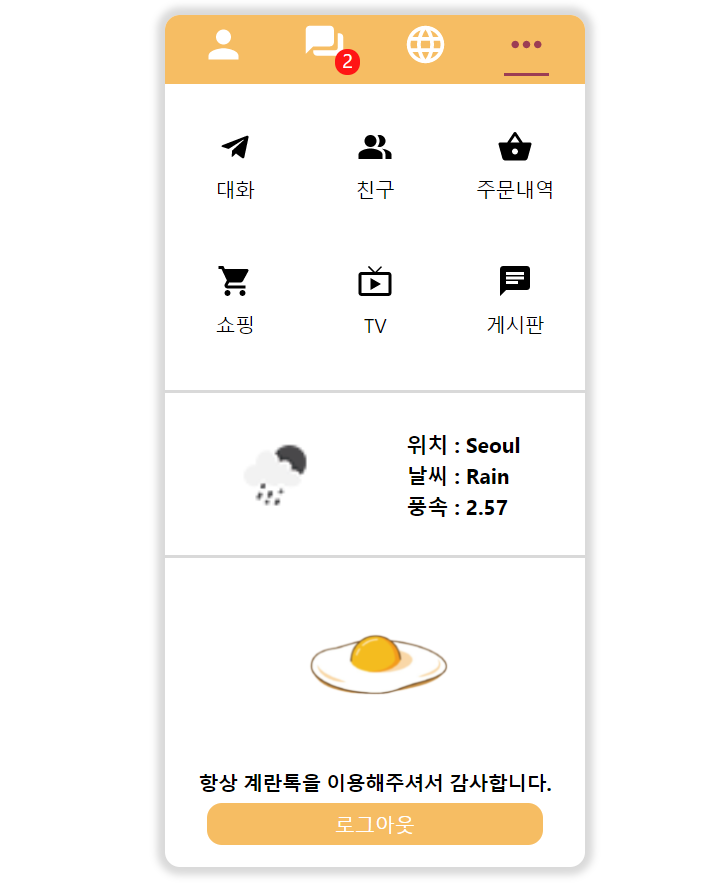 2
대화
친구
주문내역
쇼핑
TV
게시판
위치 : Seoul
날씨 : Rain
풍속 : 2.57
항상 계란톡을 이용해주셔서 감사합니다.
로그아웃